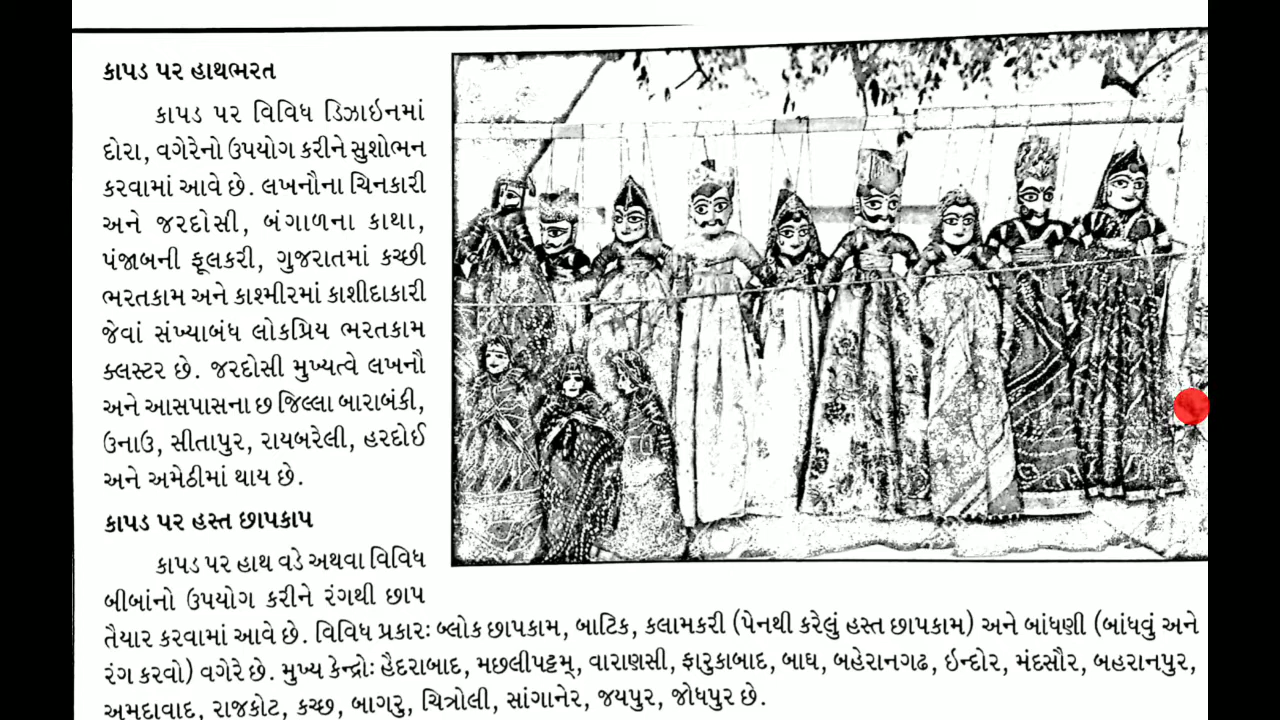 કાપડ પર હાથભરત
કાપડ પર વિવિધ ડિઝાઇનમાં
દોરા, વગેરેનો ઉપયોગ કરીને સુશોભન
કરવામાં આવે છે. લખનૌના ચિનકારી
અને જરદોસી, બંગાળના કાથા,
પંજાબની ફૂલકરી, ગુજરાતમાં કચ્છી
ભરતકામ અને કાશ્મીરમાં કાશીદાકારી
જેવાં સંખ્યાબંધ લોકપ્રિય ભરતકામ
ક્લસ્ટર છે. જરદોસી મુખ્યત્વે લખનૌ
અને આસપાસના છ જિલ્લા બારાબંકી,
ઉનાઉ, સીતાપુર, રાયબરેલી, હરદોઈ
અને અમેઠીમાં થાય છે.
કાપડ પર હસ્ત છાપકાપ
કાપડ પર હાથ વડે અથવા વિવિધ
બીબાંનો ઉપયોગ કરીને રંગથી છાપ
તૈયાર કરવામાં આવે છે. વિવિધ પ્રકારઃ બ્લોક છાપકામ, બાટિક, કલામકરી (પેનથી કરેલું હસ્ત છાપકામ) અને બાંધણી (બાંધવું અને
રંગ કરવો) વગેરે છે. મુખ્ય કેન્દ્રોઃ હૈદરાબાદ, મછલીપટ્ટમ્, વારાણસી, ફારુકાબાદ, બાઘ, બહેરાનગઢ, ઇન્દોર, મંદસૌર, બહરાનપુર,
અમદાવાદ, રાજકોટ, કચ્છ, બાગરુ, ચિત્રોલી, સાંગાનેર, જયપુર, જોધપુર છે.